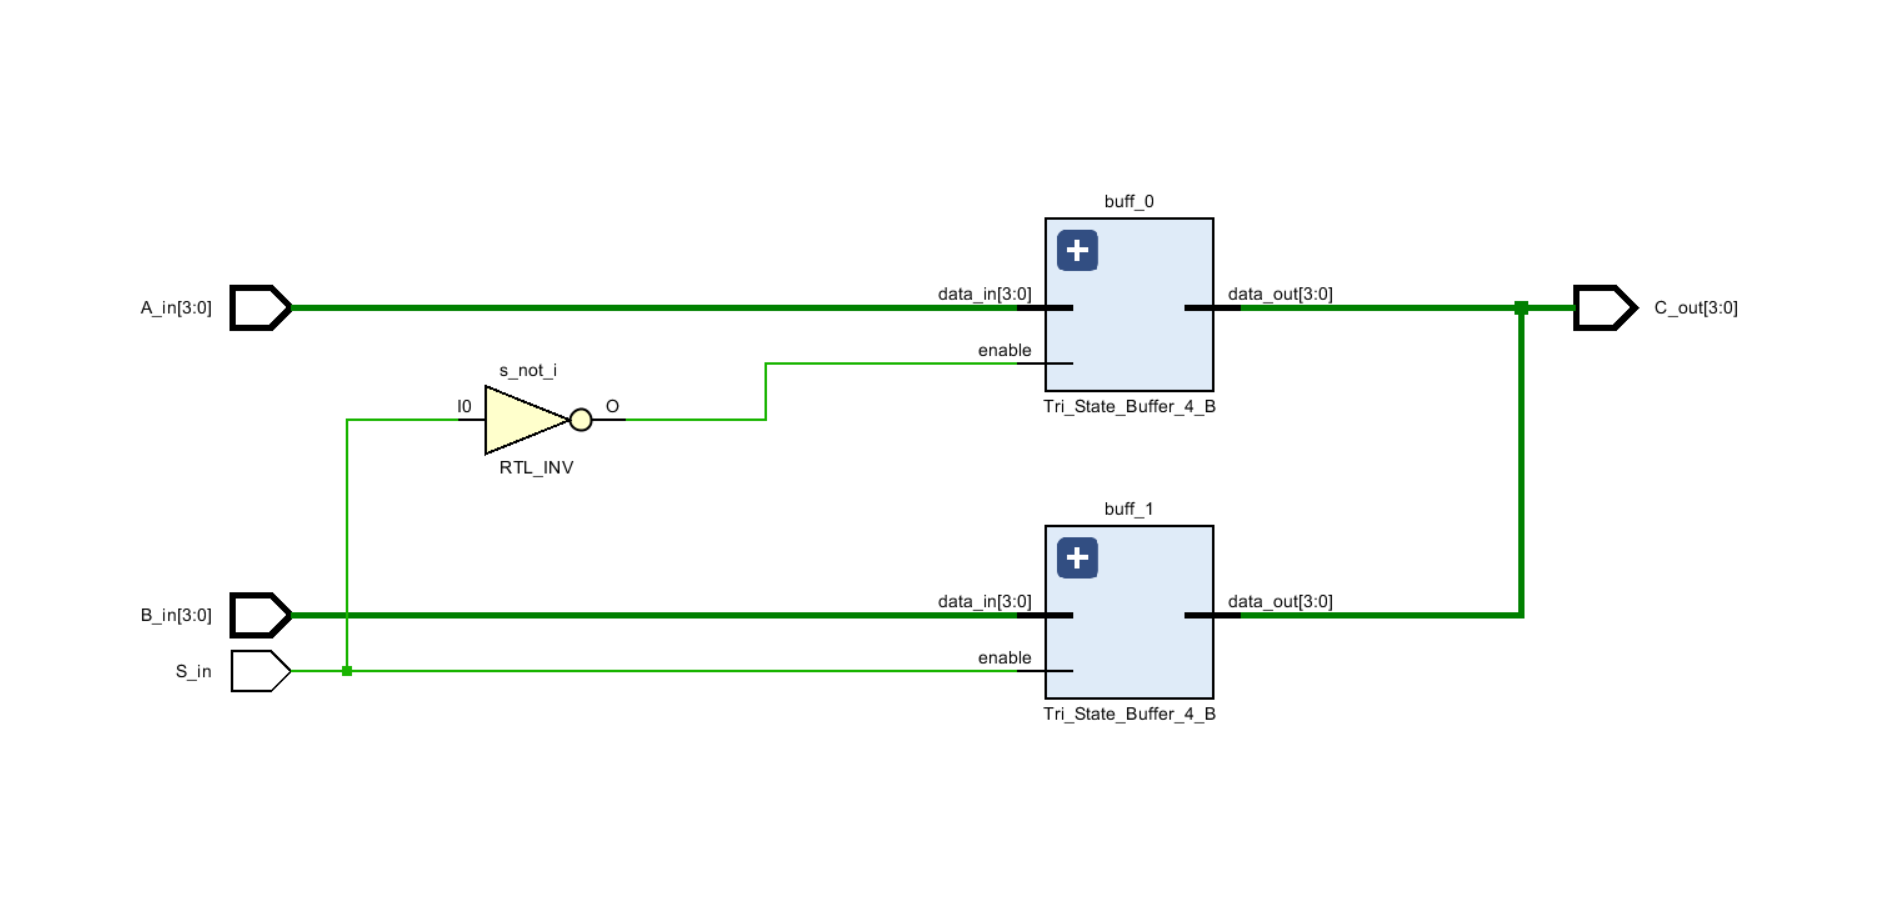 buff_0
data_in[3:0]
data_out[3:0]
A_in[3:0]
C_out[3:0]
enable
s_not_i
I0
O
Tri_State_Buffer_4_B
RTL_INV
buff_1
data_in[3:0]
data_out[3:0]
B_in[3:0]
enable
S_in
Tri_State_Buffer_4_B